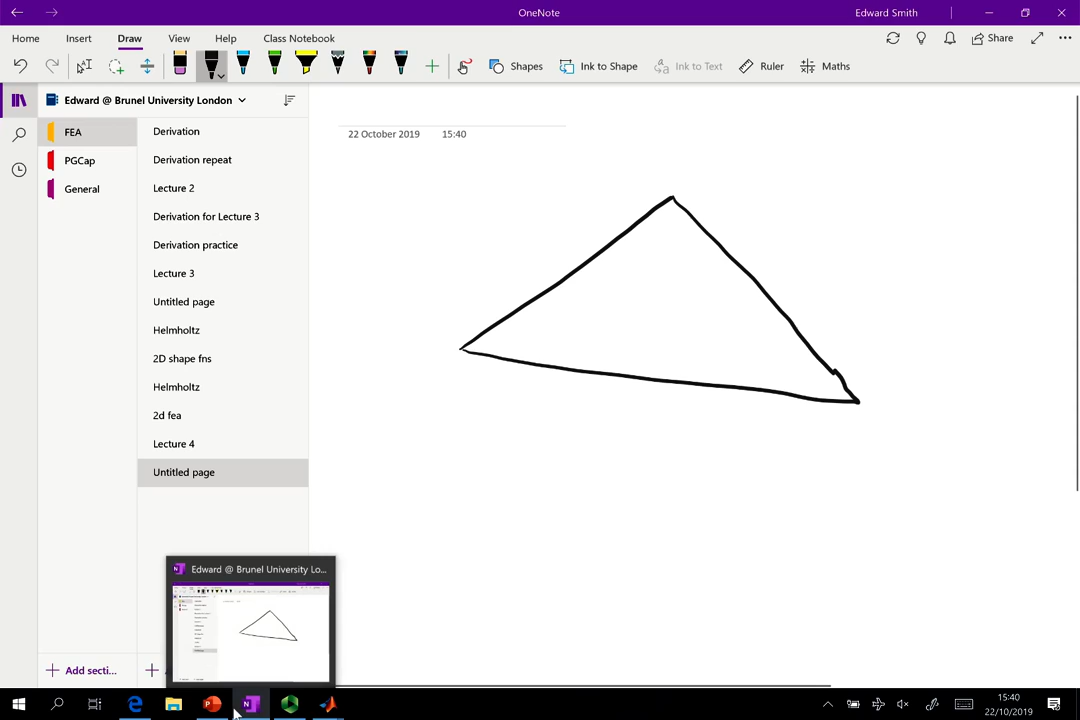 OneNote
Edward Smith
Home
Insert
Draw
View
Help
Class Notebook
Share
Shapes
Ink to Shape
Ink to Text
Ruler
Maths
Edward @ Brunel University London
FEA
PGCap
General
Derivation
Derivation repeat
Lecture 2
Derivation for Lecture 3
Derivation practice
Lecture 3
Untitled page
Helmholtz
2D shape fns
Helmholtz
2d fea
Lecture 4
Untitled page
22 October 2019 15:40
Edward @ Brunel University Lo...
Add secti...
15:40
22/10/2019